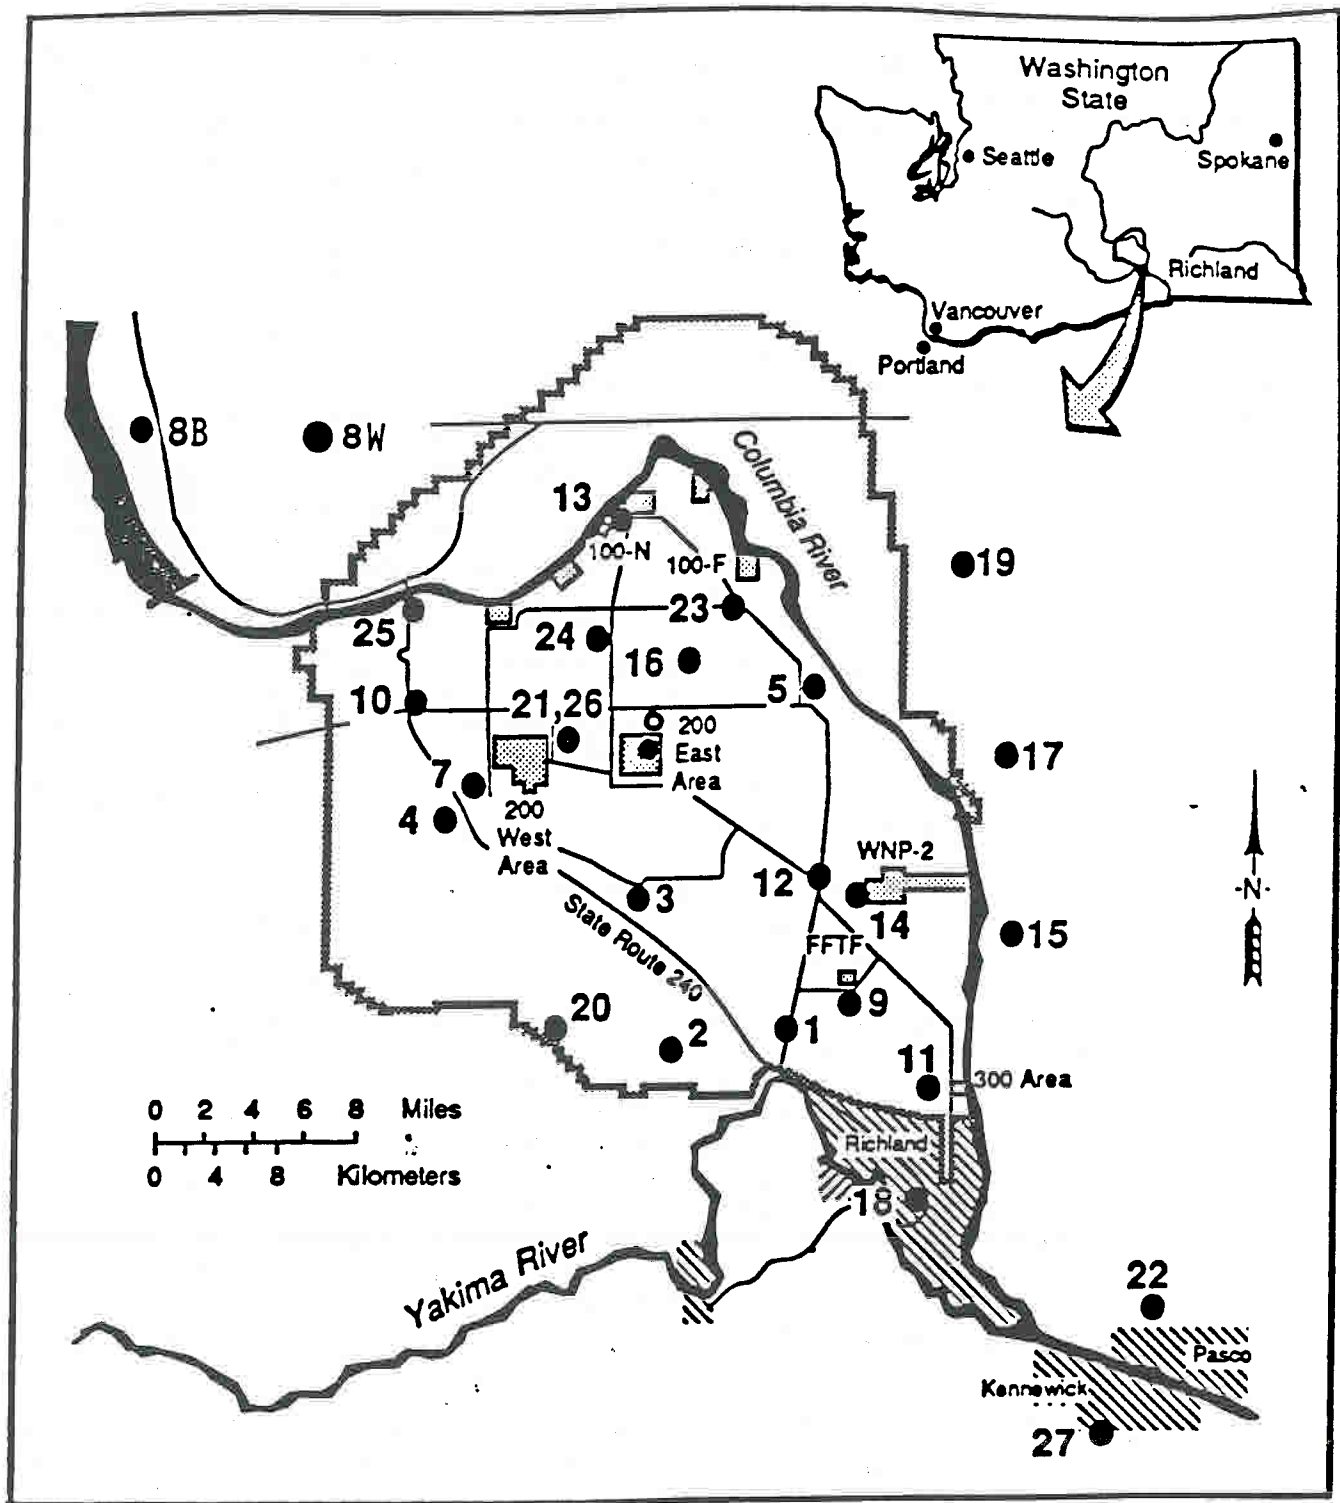 Washington
State
Seattle
Spokane
Richland
Vancouver
Portland
8B
8W
Columbia River
13
100-N
100-F
19
25
23
24
16
5
10
21,26
200
East
Area
17
7
4
200
West
Area
WNP-2
12
3
14
-N-
State Route 240
FFTF
15
20
2
1
9
11
300 Area
0 2 4 6 8 Miles
0 4 8 Kilometers
Richland
18
Yakima River
22
Pasco
Kennewick
27